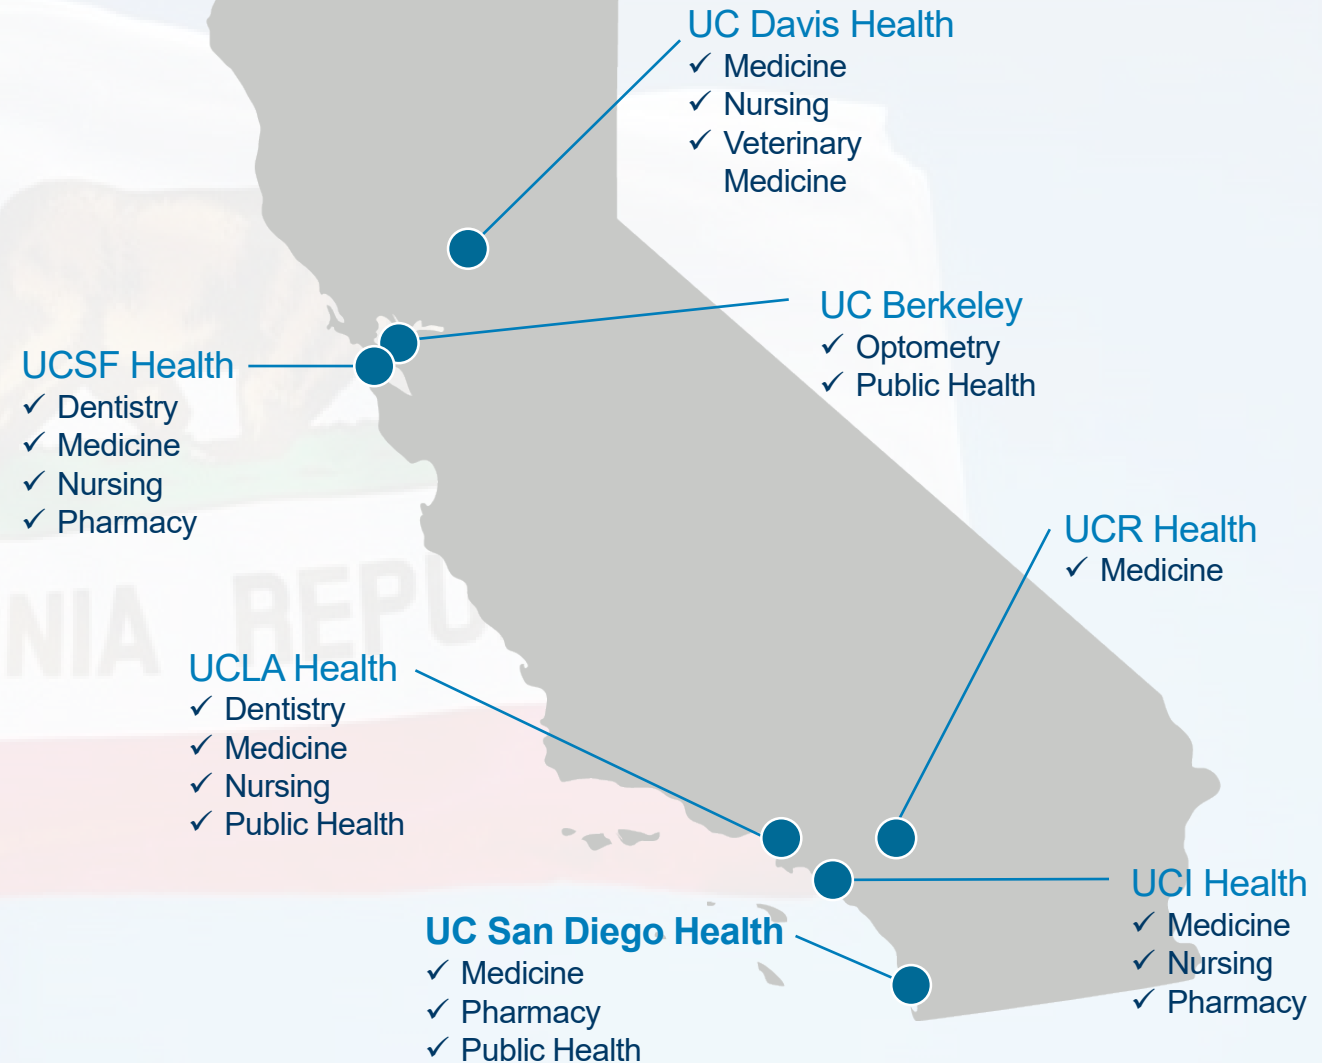 UC Davis Health
✓ Medicine
✓ Nursing
✓ Veterinary
Medicine
UC Berkeley
✓ Optometry
✓ Public Health
UCSF Health
✓ Dentistry
✓ Medicine
✓ Nursing
✓ Pharmacy
UCR Health
✓ Medicine
NIA REPU
UCLA Health
✓ Dentistry
✓ Medicine
✓ Nursing
✓ Public Health
UCI Health
✓ Medicine
✓ Nursing
✓ Pharmacy
UC San Diego Health
✓ Medicine
✓ Pharmacy
✓ Public Health